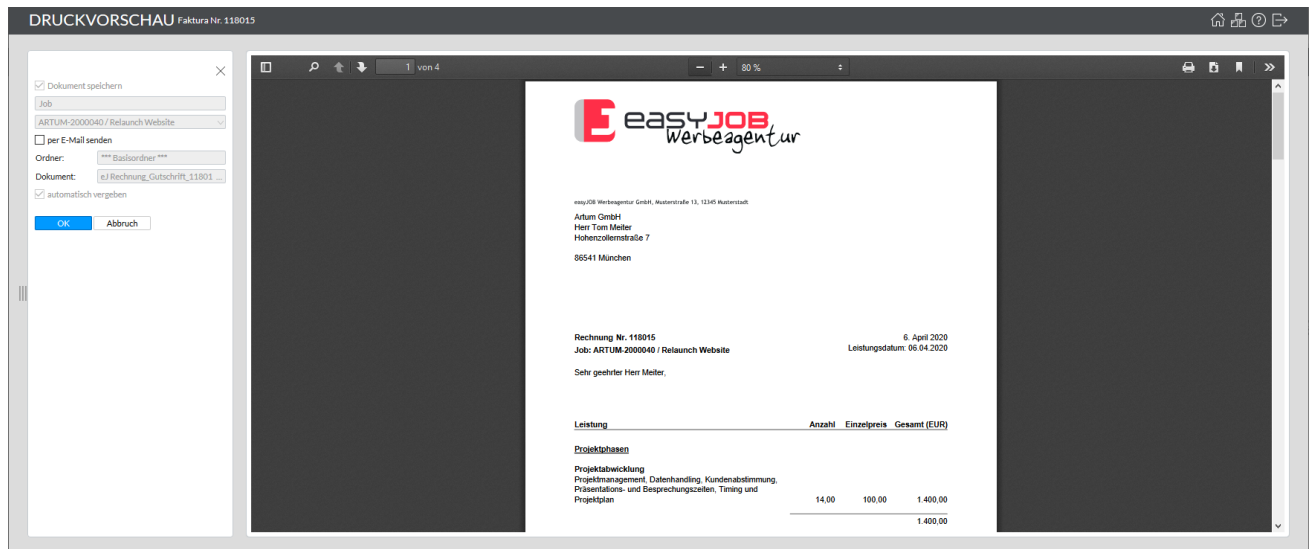 DRUCKVORSCHAU Faktura Nr. 118015
Dokument speichern
Job
ARTUM-2000040 / Relaunch Website
per E-Mail senden
Ordner: *** Basisordner ***
Dokument: eJ Rechnung_Gutschrift_11801 ...
automatisch vergeben
OK Abbruch
1 von 4
80 %
easyJOB
Werbeagentur
easyJOB Werbeagentur GmbH, Musterstraße 13, 12345 Musterstadt
Artum GmbH
Herr Tom Meiter
Hohenzollernstraße 7
86541 München
Rechnung Nr. 118015 6. April 2020
Job: ARTUM-2000040 / Relaunch Website Leistungsdatum: 06.04.2020
Sehr geehrter Herr Meiter,
Leistung Anzahl Einzelpreis Gesamt (EUR)
Projektphasen
Projektabwicklung
Projektmanagement, Datenhandling, Kundenabstimmung,
Präsentations- und Besprechungszeiten, Timing und
Projektplan 14,00 100,00 1.400,00
1.400,00